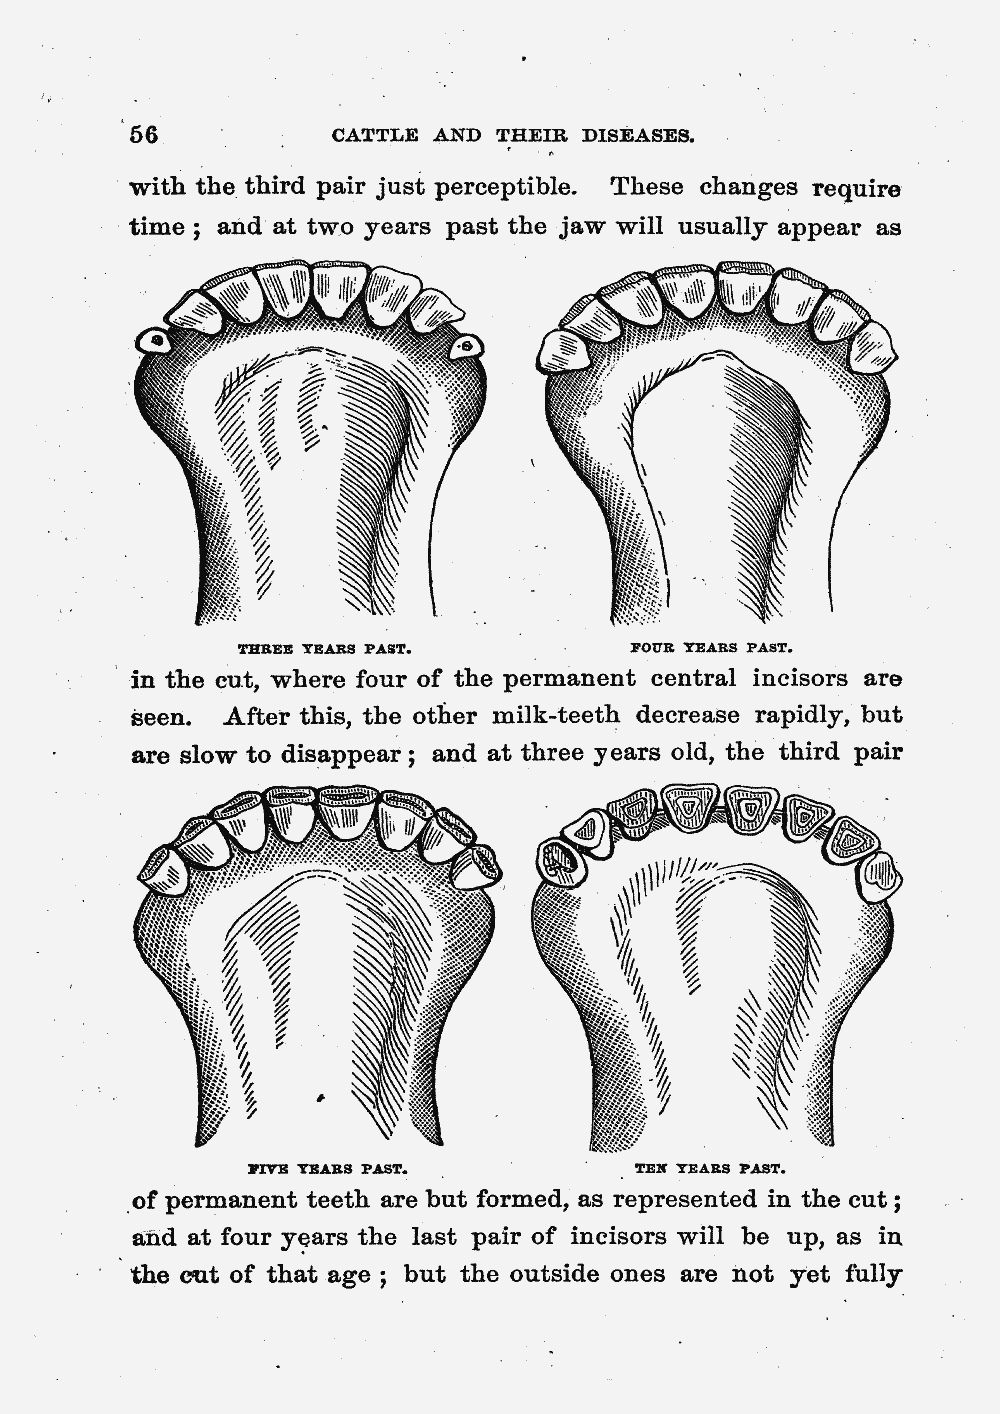 56 CATTLE AND THEIR DISEASES.
with the third pair just perceptible. These changes require
time ; and at two years past the jaw will usually appear as
THREE YEARS PAST. FOUR YEARS PAST.
in the cut, where four of the permanent central incisors are
seen. After this, the other milk-teeth decrease rapidly, but
are slow to disappear ; and at three years old, the third pair
FIVE YEARS PAST. TEN YEARS PAST.
of permanent teeth are but formed, as represented in the cut ;
and at four years the last pair of incisors will be up, as in
the cut of that age ; but the outside ones are not yet fully